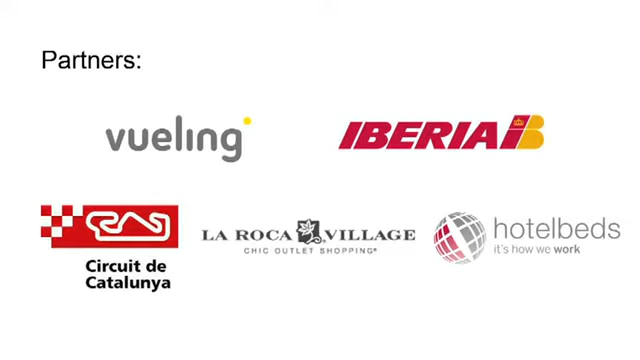 Partners:
vueling
IBERIA
Circuit de
Catalunya
LA ROCA VILLAGE
CHIC OUTLET SHOPPING®
hotelbeds
it's how we work